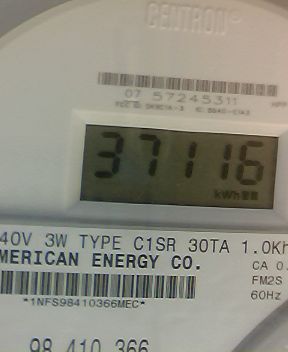 CENTRON®
07 57245311
37116
kWh
40V 3W TYPE C1SR 30TA 1.0Kh
MERICAN ENERGY CO.
CA 0.
FM2S
*1NFS98410366MEC*
60Hz
98 410 366